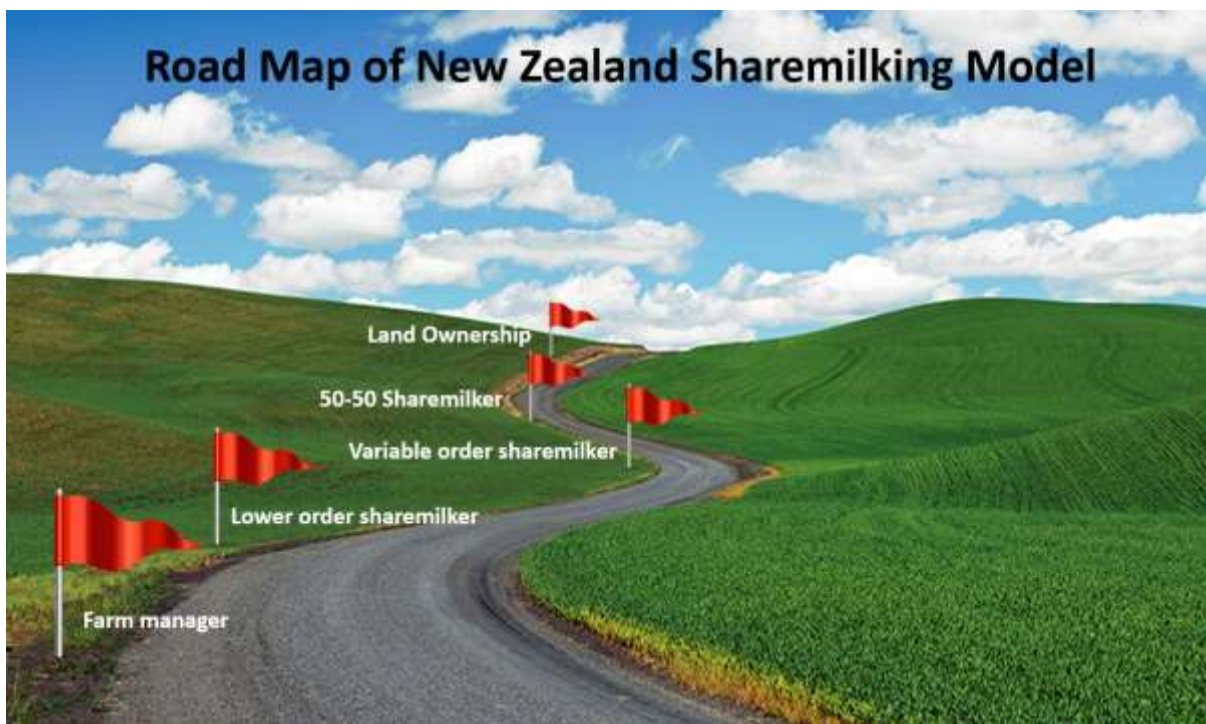 Road Map of New Zealand Sharemilking Model
Land Ownership
50-50 Sharemilker
Variable order sharemilker
Lower order sharemilker
Farm manager